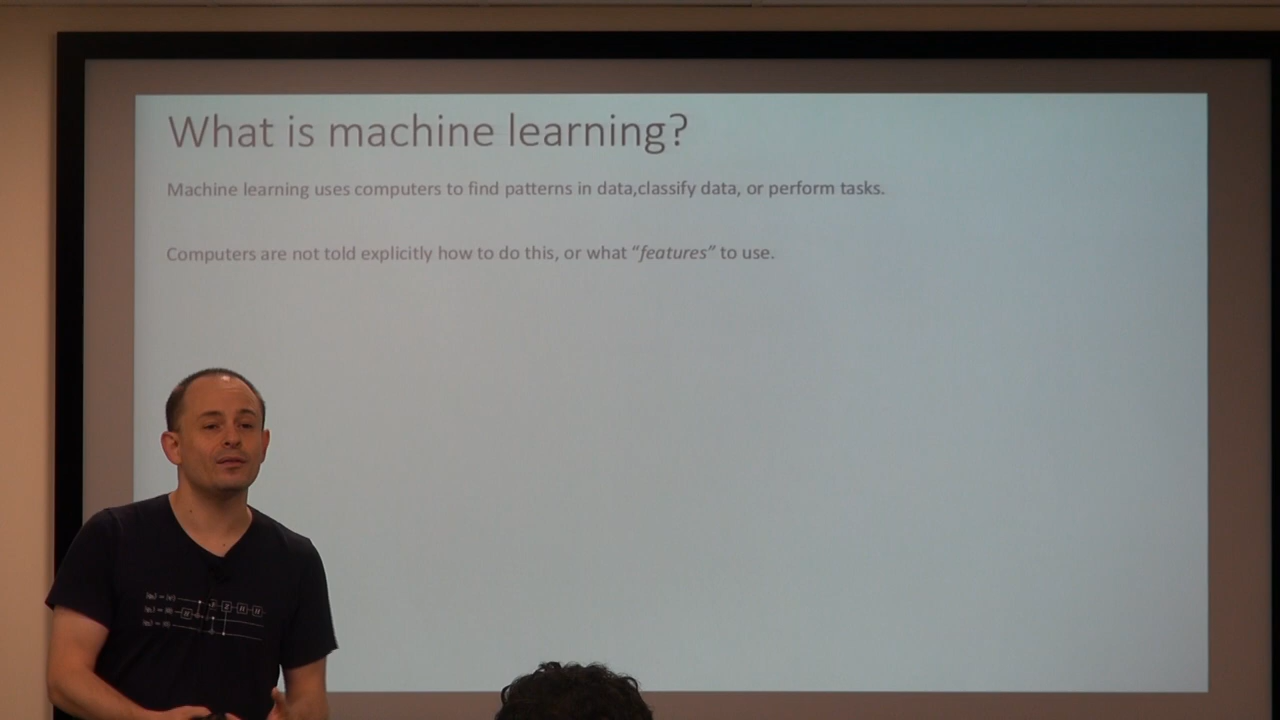 What is machine learning?
Machine learning uses computers to find patterns in data,classify data, or perform tasks.
Computers are not told explicitly how to do this, or what “features” to use.